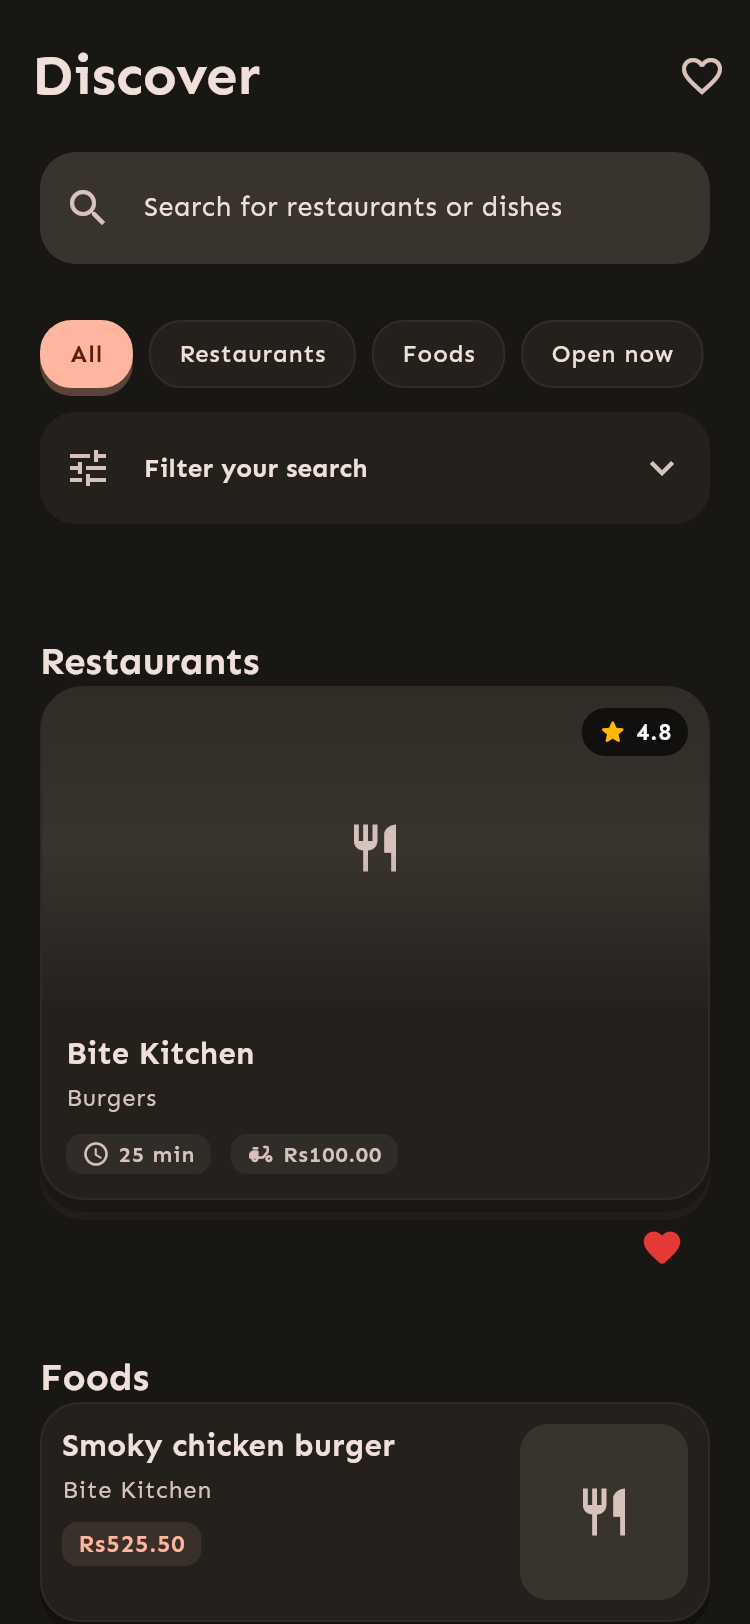 Discover
Search for restaurants or dishes
All
Restaurants
Foods
Open now
Filter your search
Restaurants
4.8
Bite Kitchen
Burgers
25 min
Rs100.00
Foods
Smoky chicken burger
Bite Kitchen
Rs525.50